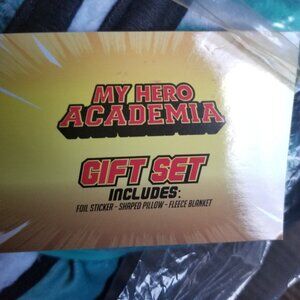 MY HERO
ACADEMIA
GIFT SET
INCLUDES:
FOIL STICKER - SHAPED PILLOW - FLEECE BLANKET